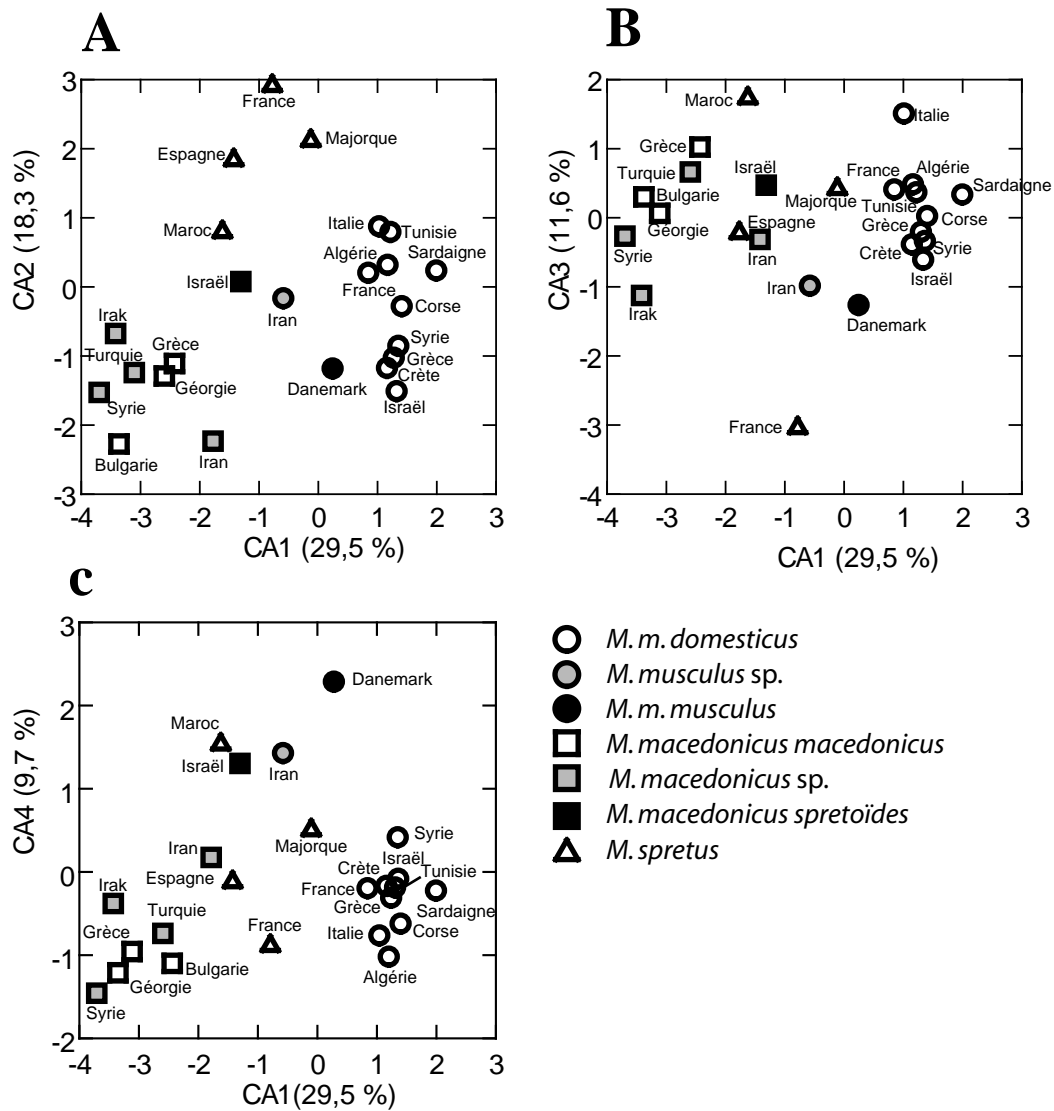 A
3
2
1
0
-1
-2
-3
CA2 (18,3 %)
France
Majorque
Espagne
Maroc
Italie
Tunisie
Algérie
Sardaigne
Israël
France
Iran
Corse
Irak
Grèce
Syrie
Turquie
Grèce
Géorgie
Danemark
Crète
Syrie
Israël
Bulgarie
Iran
-4 -3 -2 -1 0 1 2 3
CA1 (29,5 %)
B
2
1
0
-1
-2
-3
-4
CA3 (11,6 %)
Maroc
Italie
Grèce
Israël
France
Algérie
Turquie
Sardaigne
Bulgarie
Majorque
Tunisie
Géorgie
Espagne
Grèce
Corse
Syrie
Iran
Crète
Syrie
Israël
Iran
Irak
Danemark
France
-4 -3 -2 -1 0 1 2 3
CA1 (29,5 %)
c
3
2
1
0
-1
-2
CA4 (9,7 %)
Danemark
Maroc
Israël
Iran
Majorque
Syrie
Iran
Israël
Crète
Tunisie
Espagne
France
Irak
Turquie
Grèce
Sardaigne
Grèce
France
Italie
Corse
Bulgarie
Géorgie
Algérie
Syrie
-4 -3 -2 -1 0 1 2 3
CA1(29,5 %)
M. m. domesticus
M. musculus sp.
M. m. musculus
M. macedonicus macedonicus
M. macedonicus sp.
M. macedonicus spretoïdes
M. spretus